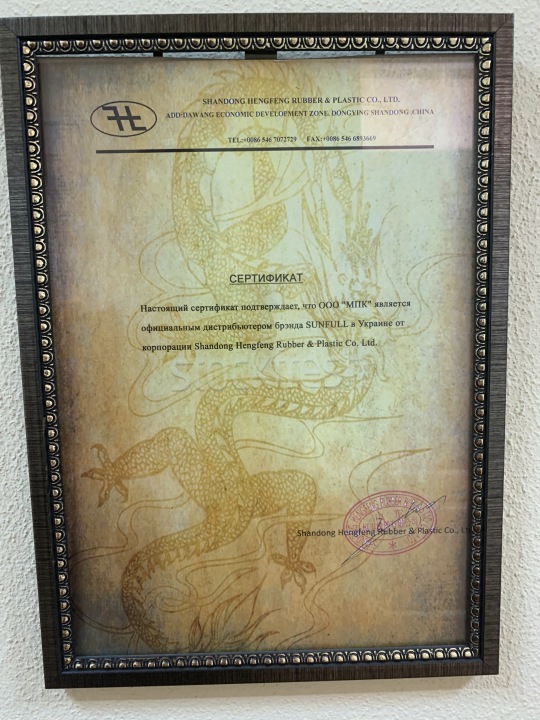 SHANDONG HENGFENG RUBBER & PLASTIC CO., LTD.
ADD:DAWANG ECONOMIC DEVELOPMENT ZONE, DONGYING SHANDONG ,CHINA
TEL:+0086 546 7072729 FAX:+0086 546 6893669
СЕРТИФИКАТ
Настоящий сертификат подтверждает, что ООО "МПК" является
официальным дистрибьютером брэнда SUNFULL в Украине от
корпорации Shandong Hengfeng Rubber & Plastic Co. Ltd.
Shandong Hengfeng Rubber & Plastic Co.,